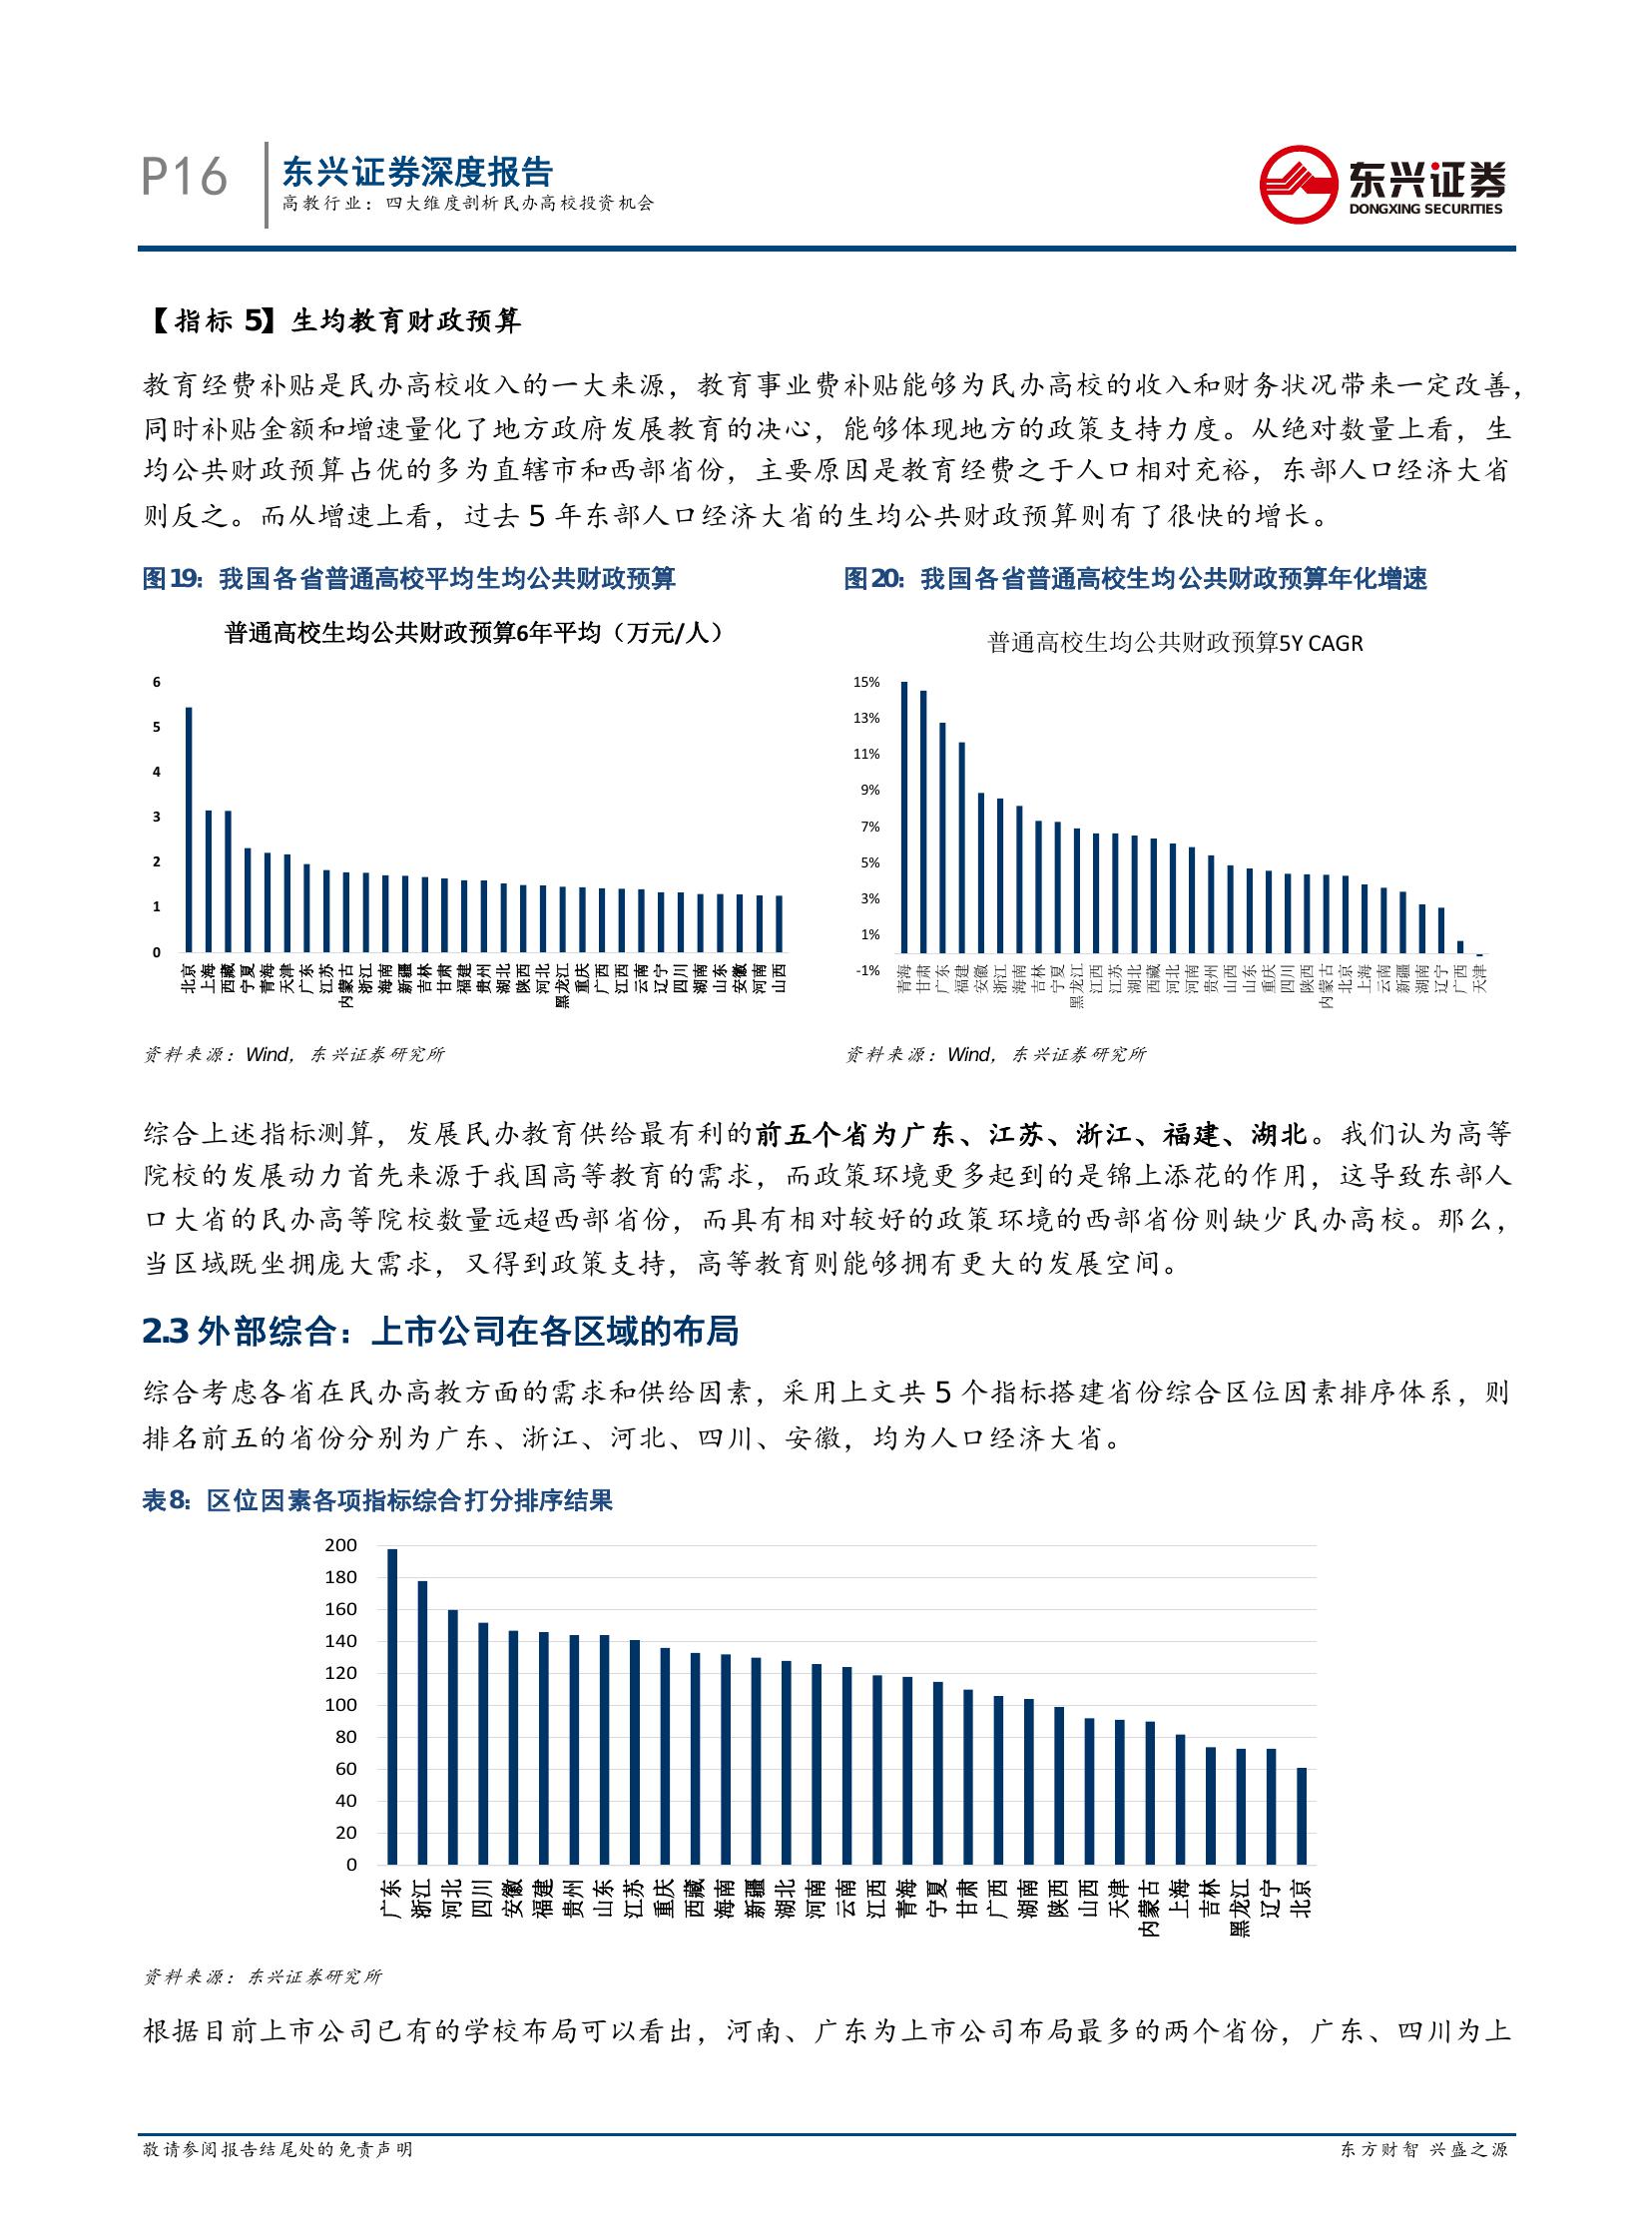 P16
东兴证券深度报告
高教行业：四大维度剖析民办高校投资机会
东兴证券
DONGXING SECURITIES
【指标 5】生均教育财政预算
教育经费补贴是民办高校收入的一大来源，教育事业费补贴能够为民办高校的收入和财务状况带来一定改善，
同时补贴金额和增速量化了地方政府发展教育的决心，能够体现地方的政策支持力度。从绝对数量上看，生
均公共财政预算占优的多为直辖市和西部省份，主要原因是教育经费之于人口相对充裕，东部人口经济大省
则反之。而从增速上看，过去 5 年东部人口经济大省的生均公共财政预算则有了很快的增长。
图19：我国各省普通高校平均生均公共财政预算
普通高校生均公共财政预算6年平均（万元/人）
6
5
4
3
2
1
0
北京 上海 西藏 宁夏 青海 天津 广东 江苏 内蒙古 浙江 海南 新疆 吉林 甘肃 福建 贵州 湖北 陕西 河北 黑龙江 重庆 广西 江西 云南 辽宁 四川 湖南 山东 安徽 河南 山西
资料来源：Wind，东兴证券研究所
图20：我国各省普通高校生均公共财政预算年化增速
普通高校生均公共财政预算5Y CAGR
15%
13%
11%
9%
7%
5%
3%
1%
-1%
青海 甘肃 广东 福建 安徽 浙江 海南 吉林 宁夏 黑龙江 江西 江苏 湖北 西藏 河北 河南 贵州 山西 山东 重庆 四川 陕西 内蒙古 北京 上海 云南 新疆 湖南 辽宁 广西 天津
资料来源：Wind，东兴证券研究所
综合上述指标测算，发展民办教育供给最有利的前五个省为广东、江苏、浙江、福建、湖北。我们认为高等
院校的发展动力首先来源于我国高等教育的需求，而政策环境更多起到的是锦上添花的作用，这导致东部人
口大省的民办高等院校数量远超西部省份，而具有相对较好的政策环境的西部省份则缺少民办高校。那么，
当区域既坐拥庞大需求，又得到政策支持，高等教育则能够拥有更大的发展空间。
2.3 外部综合：上市公司在各区域的布局
综合考虑各省在民办高教方面的需求和供给因素，采用上文共 5 个指标搭建省份综合区位因素排序体系，则
排名前五的省份分别为广东、浙江、河北、四川、安徽，均为人口经济大省。
表8：区位因素各项指标综合打分排序结果
200
180
160
140
120
100
80
60
40
20
0
广东 浙江 河北 四川 安徽 福建 贵州 山东 江苏 重庆 西藏 海南 新疆 湖北 河南 云南 江西 青海 宁夏 甘肃 广西 湖南 陕西 山西 天津 内蒙古 上海 吉林 黑龙江 辽宁 北京
资料来源：东兴证券研究所
根据目前上市公司已有的学校布局可以看出，河南、广东为上市公司布局最多的两个省份，广东、四川为上
敬请参阅报告结尾处的免责声明
东方财智 兴盛之源